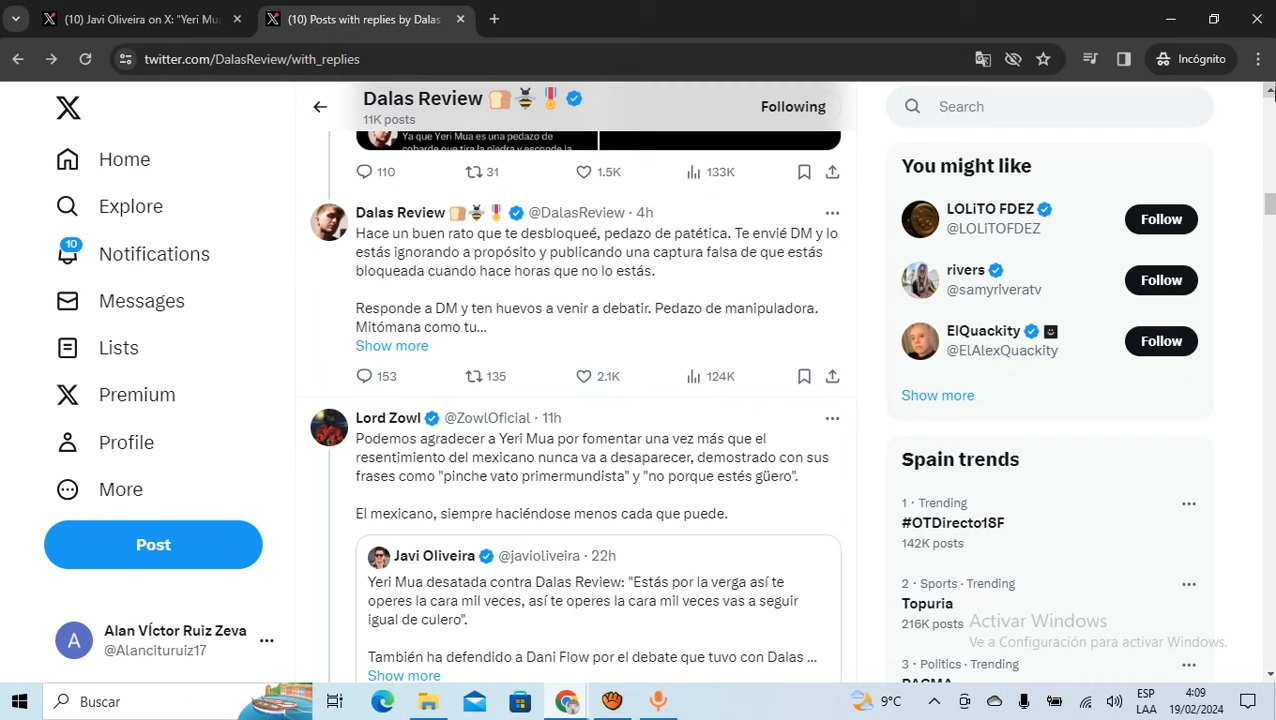 (10) Javi Oliveira on X: "Yeri Mu
(10) Posts with replies by Dalas
twitter.com/DalasReview/with_replies
Incógnito
Dalas Review
11K posts
Following
Search
Ya que Yeri Mua es una pedazo de
cobarde que tira la piedra y esconde la
110 31 1.5K 133K
Dalas Review @DalasReview · 4h
Hace un buen rato que te desbloqueé, pedazo de patética. Te envié DM y lo
estás ignorando a propósito y publicando una captura falsa de que estás
bloqueada cuando hace horas que no lo estás.
Responde a DM y ten huevos a venir a debatir. Pedazo de manipuladora.
Mitómana como tu...
Show more
153 135 2.1K 124K
Lord Zowl @ZowlOficial · 11h
Podemos agradecer a Yeri Mua por fomentar una vez más que el
resentimiento del mexicano nunca va a desaparecer, demostrado con sus
frases como "pinche vato primermundista" y "no porque estés güero".
El mexicano, siempre haciéndose menos cada que puede.
Javi Oliveira @javioliveira · 22h
Yeri Mua desatada contra Dalas Review: "Estás por la verga así te
operes la cara mil veces, así te operes la cara mil veces vas a seguir
igual de culero".
También ha defendido a Dani Flow por el debate que tuvo con Dalas ...
Show more
Home
Explore
10
Notifications
Messages
Lists
Premium
Profile
More
Post
A
Alan VÍctor Ruiz Zeva
@Alancituruiz17
You might like
LOLiTO FDEZ
@LOLiTOFDEZ
Follow
rivers
@samyriveratv
Follow
ElQuackity
@ElAlexQuackity
Follow
Show more
Spain trends
1 · Trending
#OTDirecto18F
142K posts
2 · Sports · Trending
Topuria
216K posts
3 · Politics · Trending
Activar Windows
Ve a Configuración para activar Windows.
Buscar
9°C
ESP
LAA
4:09
19/02/2024